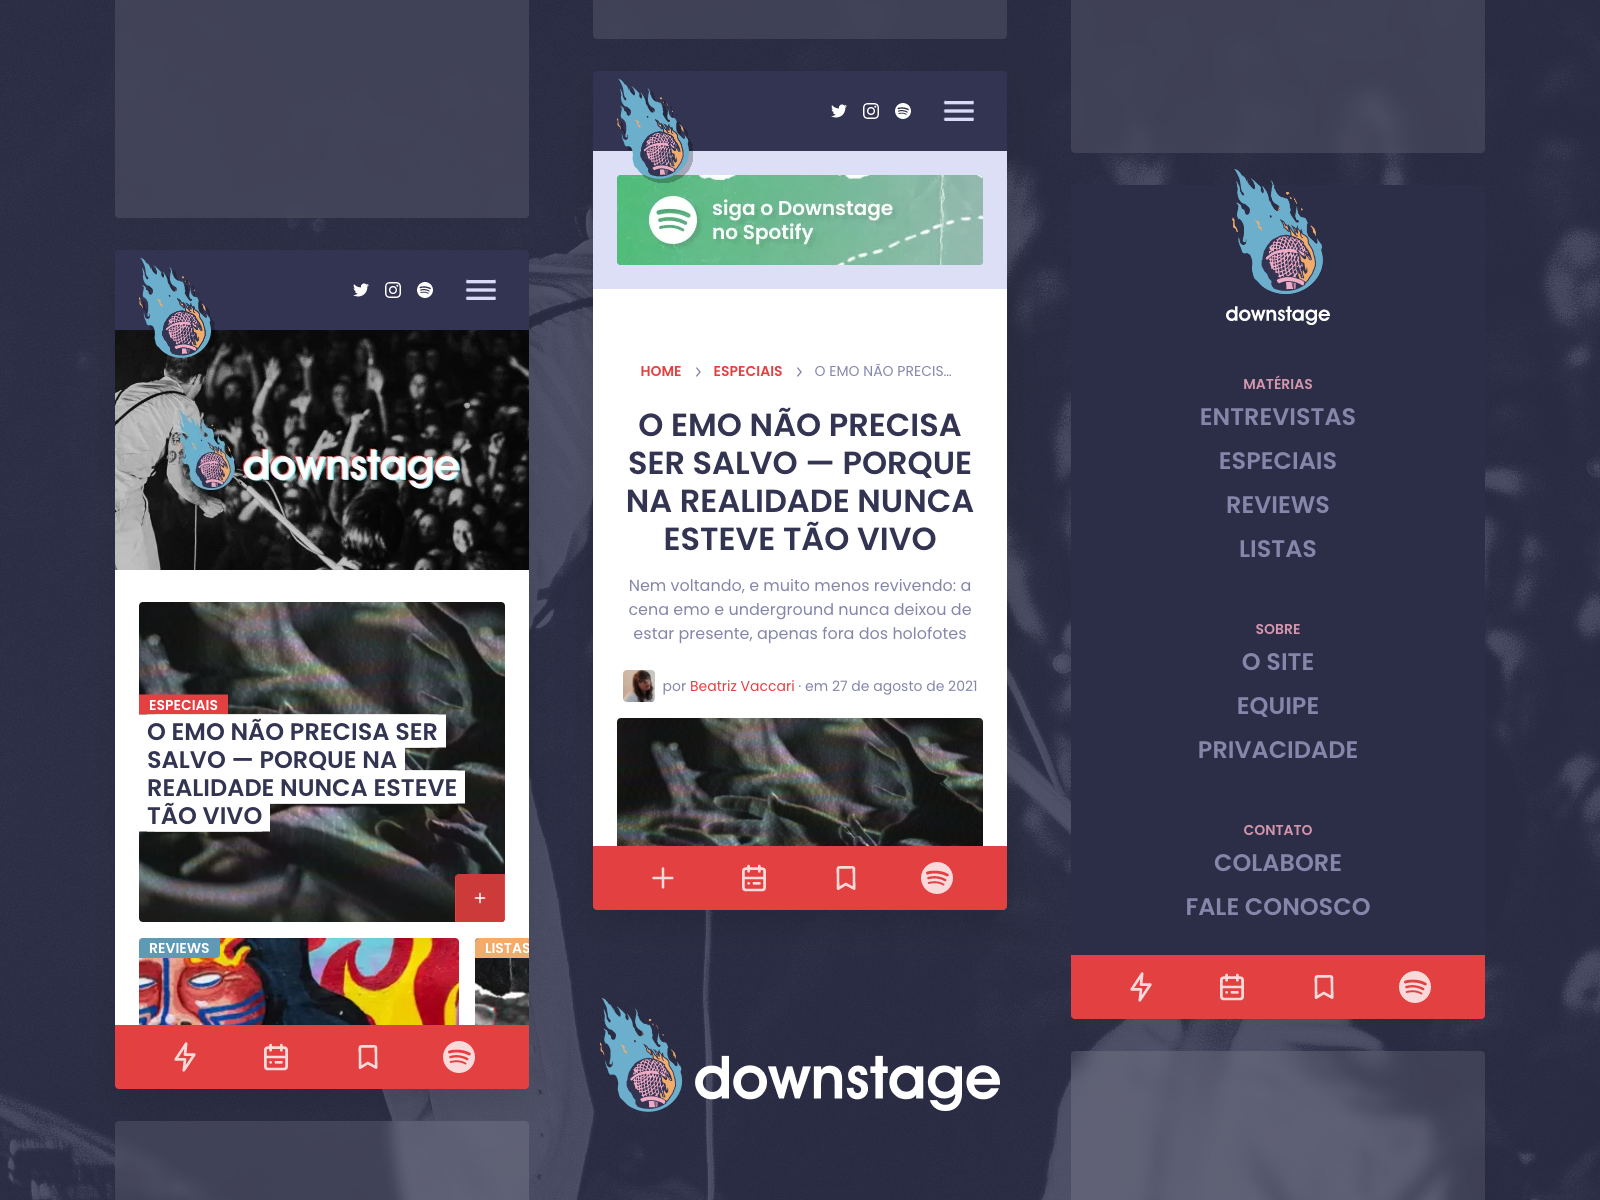 downstage
ESPECIAIS
O EMO NÃO PRECISA SER
SALVO — PORQUE NA
REALIDADE NUNCA ESTEVE
TÃO VIVO
REVIEWS
LISTAS
siga o Downstage
no Spotify
HOME > ESPECIAIS > O EMO NÃO PRECIS...
O EMO NÃO PRECISA
SER SALVO — PORQUE
NA REALIDADE NUNCA
ESTEVE TÃO VIVO
Nem voltando, e muito menos revivendo: a
cena emo e underground nunca deixou de
estar presente, apenas fora dos holofotes
por Beatriz Vaccari · em 27 de agosto de 2021
downstage
downstage
MATÉRIAS
ENTREVISTAS
ESPECIAIS
REVIEWS
LISTAS
SOBRE
O SITE
EQUIPE
PRIVACIDADE
CONTATO
COLABORE
FALE CONOSCO